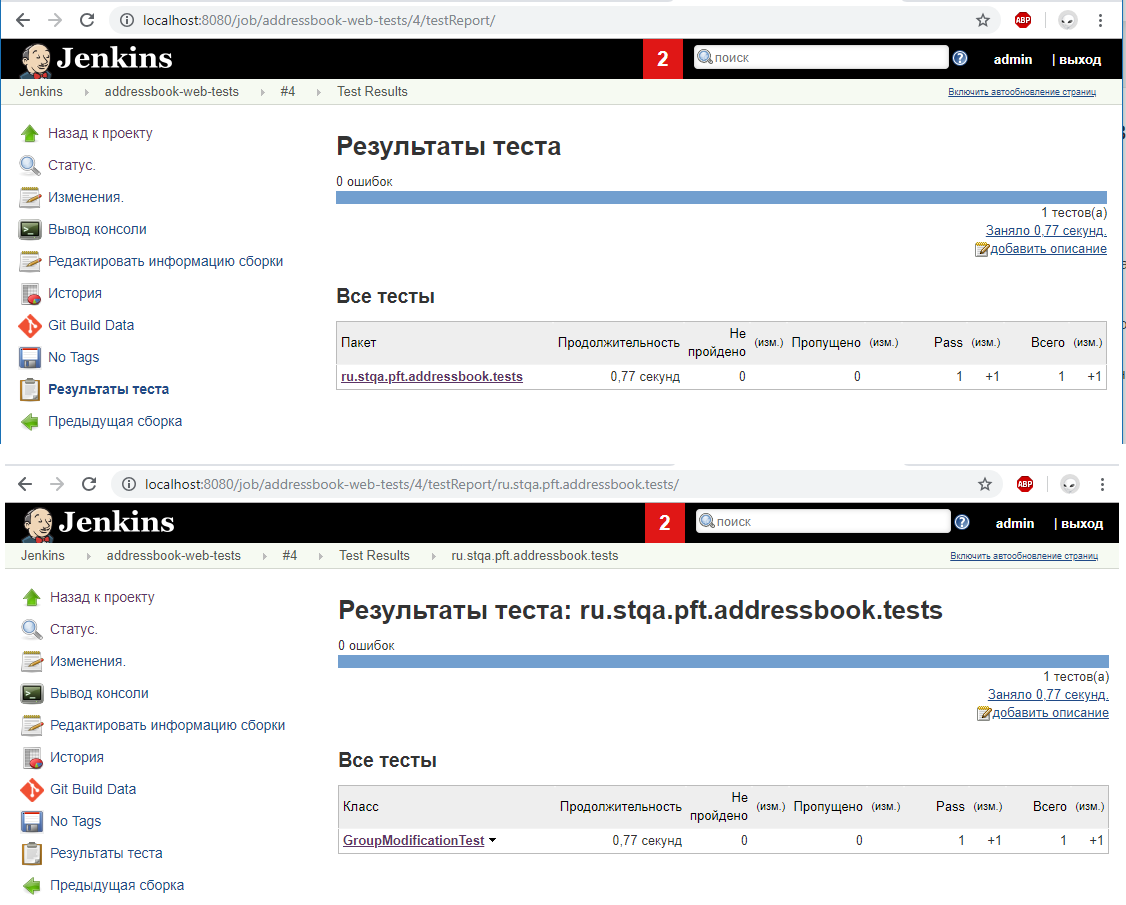 localhost:8080/job/addressbook-web-tests/4/testReport/
ABP
Jenkins
2
поиск
admin
| выход
Jenkins
addressbook-web-tests
#4
Test Results
Включить автообновление страниц
Назад к проекту
Статус.
Изменения.
Вывод консоли
Редактировать информацию сборки
История
Git Build Data
No Tags
Результаты теста
Предыдущая сборка
Результаты теста
0 ошибок
1 тестов(а)
Заняло 0,77 секунд.
добавить описание
Все тесты
Пакет Продолжительность Не пройдено (изм.) Пропущено (изм.) Pass (изм.) Всего (изм.)
ru.stqa.pft.addressbook.tests 0,77 секунд 0 0 1 +1 1 +1
localhost:8080/job/addressbook-web-tests/4/testReport/ru.stqa.pft.addressbook.tests/
ABP
Jenkins
2
поиск
admin
| выход
Jenkins
addressbook-web-tests
#4
Test Results
ru.stqa.pft.addressbook.tests
Включить автообновление страниц
Назад к проекту
Статус.
Изменения.
Вывод консоли
Редактировать информацию сборки
История
Git Build Data
No Tags
Результаты теста
Предыдущая сборка
Результаты теста: ru.stqa.pft.addressbook.tests
0 ошибок
1 тестов(а)
Заняло 0,77 секунд.
добавить описание
Все тесты
Класс Продолжительность Не пройдено (изм.) Пропущено (изм.) Pass (изм.) Всего (изм.)
GroupModificationTest 0,77 секунд 0 0 1 +1 1 +1